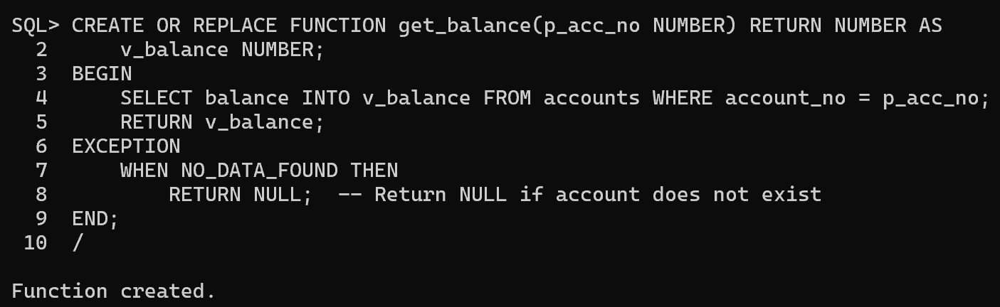 SQL> CREATE OR REPLACE FUNCTION get_balance(p_acc_no NUMBER) RETURN NUMBER AS
  2      v_balance NUMBER;
  3  BEGIN
  4      SELECT balance INTO v_balance FROM accounts WHERE account_no = p_acc_no;
  5      RETURN v_balance;
  6  EXCEPTION
  7      WHEN NO_DATA_FOUND THEN
  8          RETURN NULL;  -- Return NULL if account does not exist
  9  END;
 10  /
Function created.